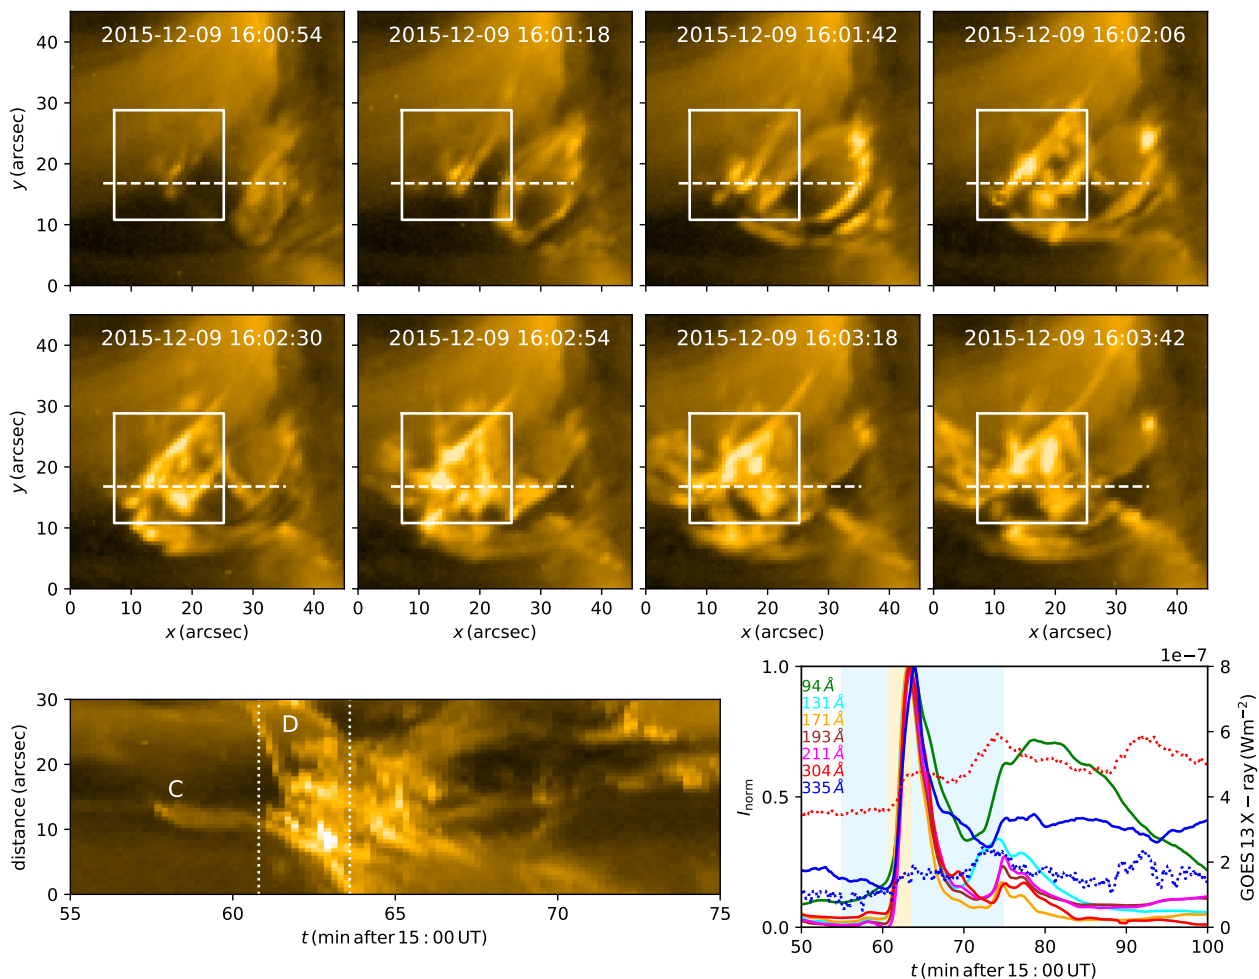 2015-12-09 16:00:54
2015-12-09 16:01:18
2015-12-09 16:01:42
2015-12-09 16:02:06
40
30
20
10
0
y (arcsec)
2015-12-09 16:02:30
2015-12-09 16:02:54
2015-12-09 16:03:18
2015-12-09 16:03:42
40
30
20
10
0
y (arcsec)
0 10 20 30 40
0 10 20 30 40
0 10 20 30 40
0 10 20 30 40
x (arcsec)
x (arcsec)
x (arcsec)
x (arcsec)
30
20
10
0
distance (arcsec)
C
D
55 60 65 70 75
t (min after 15 : 00 UT)
1e−7
1.0
0.5
0.0
Inorm
94 Å
131 Å
171 Å
193 Å
211 Å
304 Å
335 Å
8
6
4
2
0
GOES 13 X − ray (Wm−2)
50 60 70 80 90 100
t (min after 15 : 00 UT)